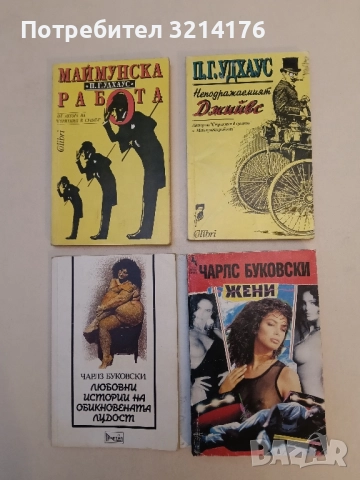 3214176
МАЙМУНСКА
П.Г. УДХАУС
РАБОТА
Colibri
П.Г. УДХАУС
Неподражаемият
Джийвс
Colibri
ЧАРЛЗ БУКОВСКИ
ЛЮБОВНИ
ИСТОРИИ НА
ОБИКНОВЕНАТА
ЛУДОСТ
ЧАРЛС БУКОВСКИ
ЖЕНИ
BAZAR